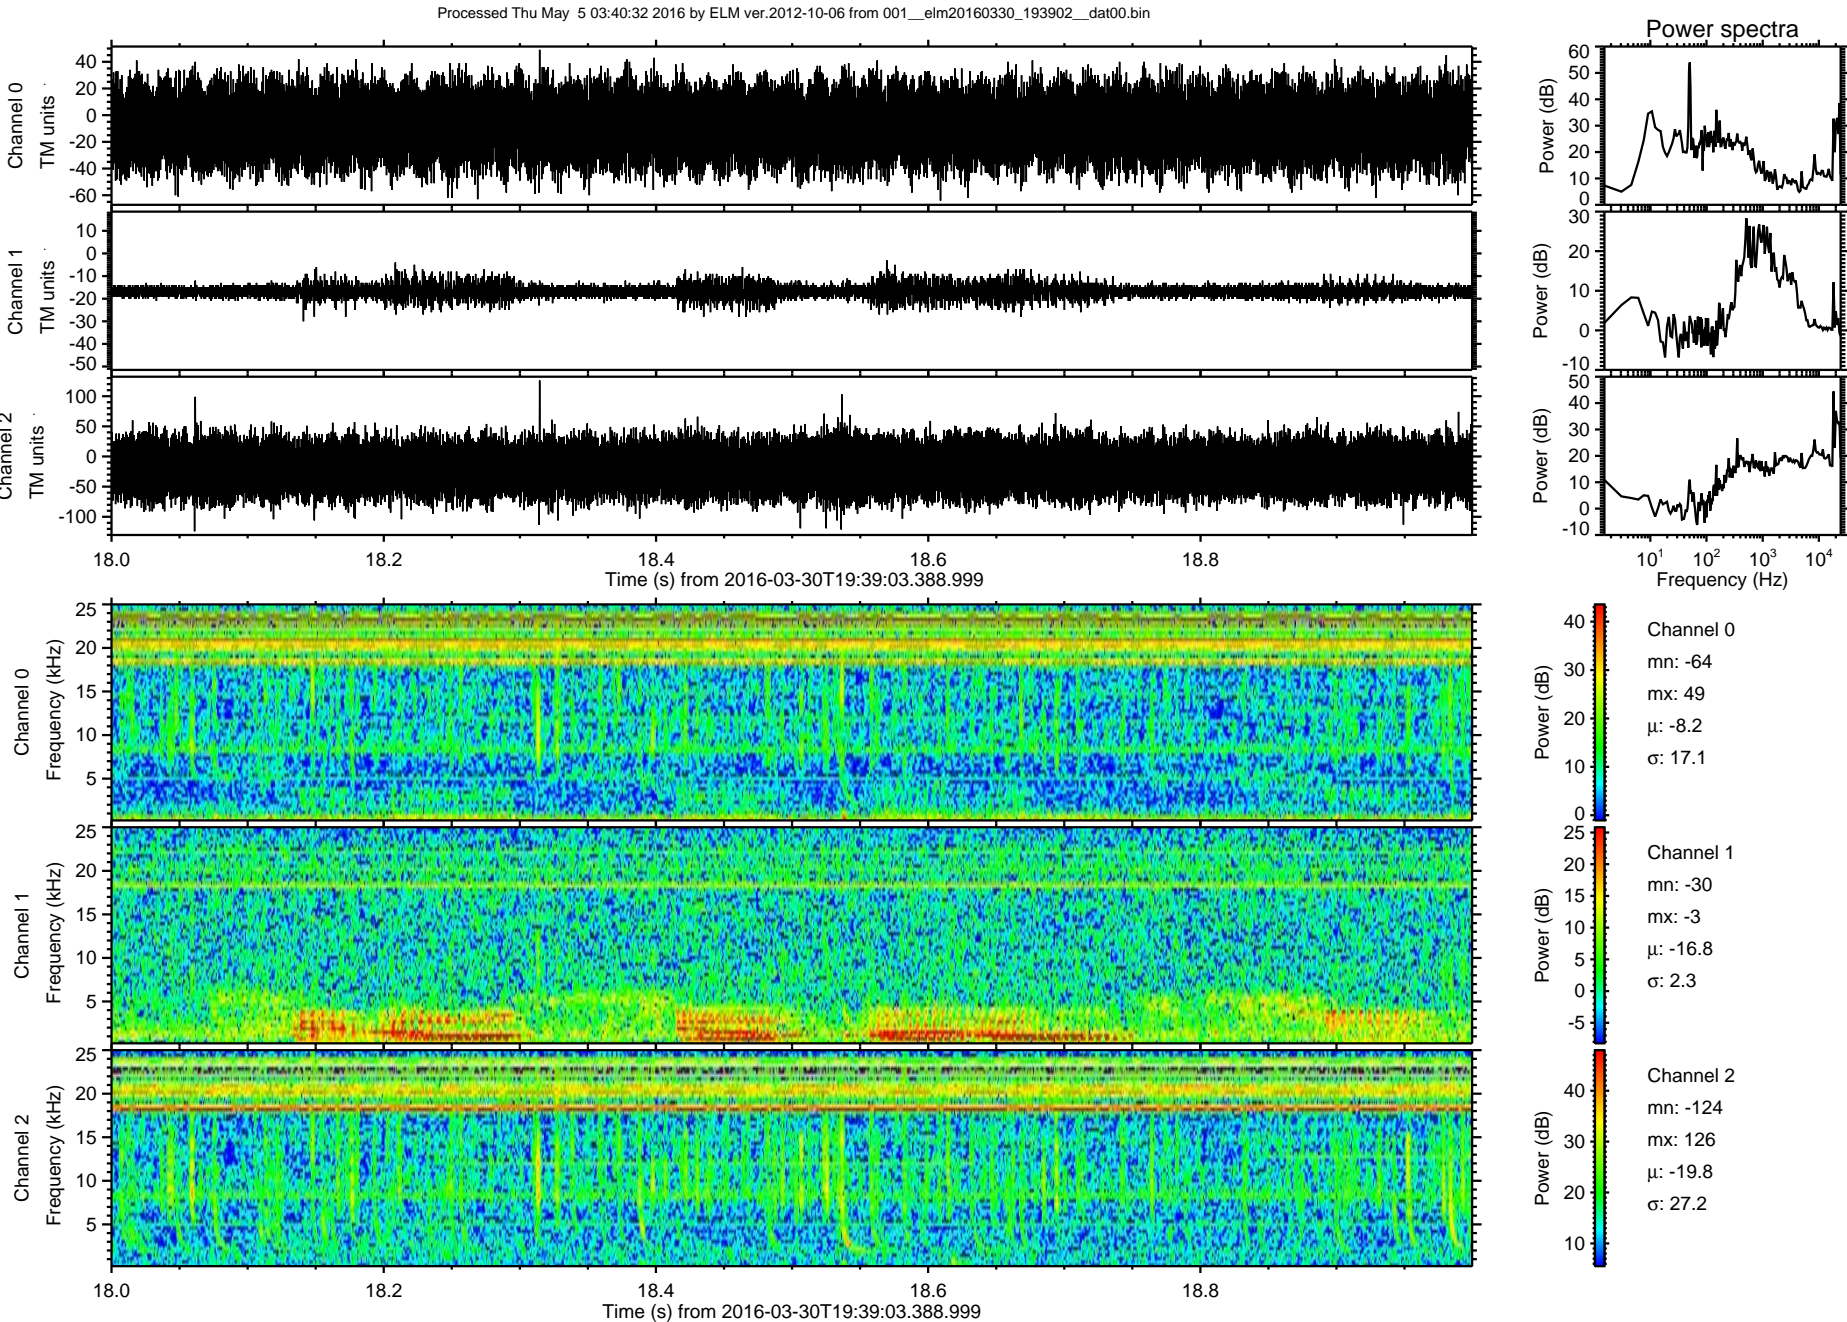 Processed Thu May  5 03:40:32 2016 by ELM ver.2012-10-06 from 001__elm20160330_193902__dat00.bin
Power spectra
Channel 0
TM units
40
20
0
-20
-40
-60
Power (dB)
60
50
40
30
20
10
0
Channel 1
TM units
10
0
-10
-20
-30
-40
-50
Power (dB)
30
20
10
0
-10
Channel 2
TM units
100
50
0
-50
-100
Power (dB)
50
40
30
20
10
0
-10
18.0 18.2 18.4 18.6 18.8
Time (s) from 2016-03-30T19:39:03.388.999
10¹ 10² 10³ 10⁴
Frequency (Hz)
Channel 0
Frequency (kHz)
25
20
15
10
5
Power (dB)
40
30
20
10
0
Channel 0
mn: -64
mx: 49
μ: -8.2
σ: 17.1
Channel 1
Frequency (kHz)
25
20
15
10
5
Power (dB)
25
20
15
10
5
0
-5
Channel 1
mn: -30
mx: -3
μ: -16.8
σ: 2.3
Channel 2
Frequency (kHz)
25
20
15
10
5
Power (dB)
40
30
20
10
Channel 2
mn: -124
mx: 126
μ: -19.8
σ: 27.2
18.0 18.2 18.4 18.6 18.8
Time (s) from 2016-03-30T19:39:03.388.999